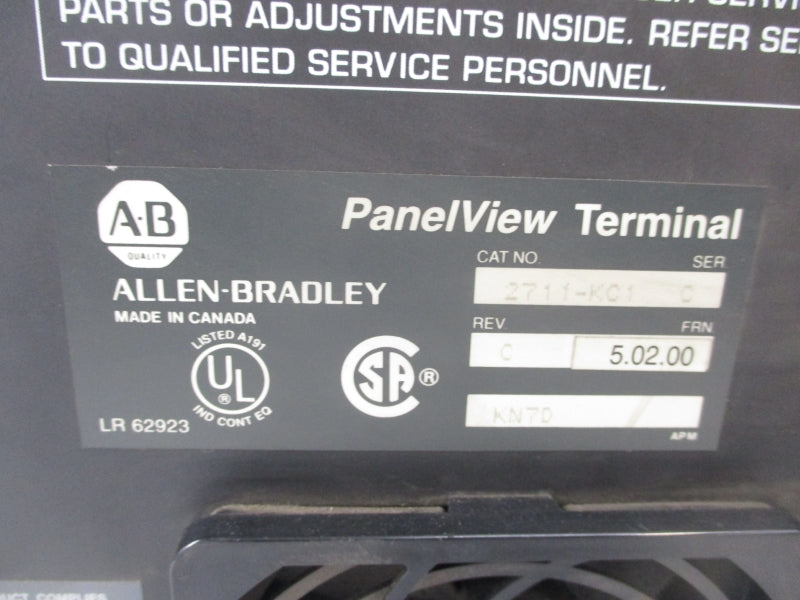 PARTS OR ADJUSTMENTS INSIDE. REFER SE
TO QUALIFIED SERVICE PERSONNEL.
A·B
QUALITY
PanelView Terminal
CAT NO. SER.
ALLEN-BRADLEY
2711-KC1 C
MADE IN CANADA
REV. FRN.
LISTED A191
C 5.02.00
UL
®
SA ®
IND CONT EQ
KN7D
LR 62923
APM
DUCT COMPLIES